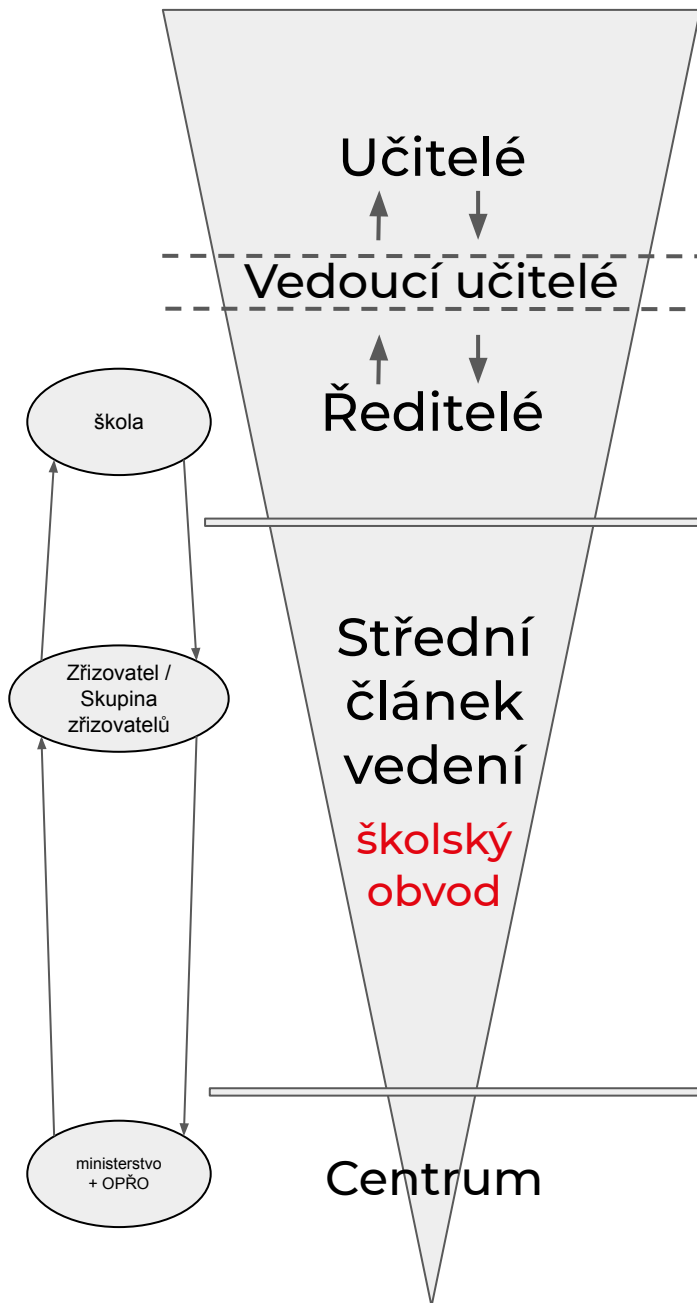 Učitelé
Vedoucí učitelé
Ředitelé
škola
Střední
článek
vedení
školský
obvod
Zřizovatel /
Skupina
zřizovatelů
Centrum
ministerstvo
+ OPŘO